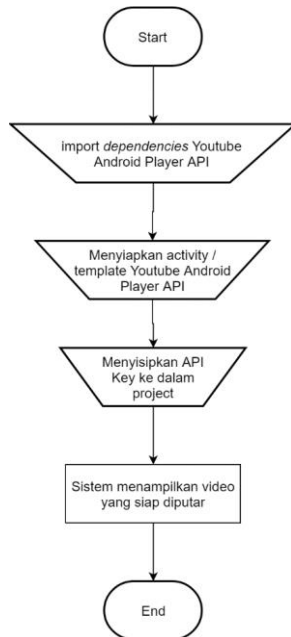 Start
import dependencies Youtube
Android Player API
Menyiapkan activity /
template Youtube Android
Player API
Menyisipkan API
Key ke dalam
project
Sistem menampilkan video
yang siap diputar
End